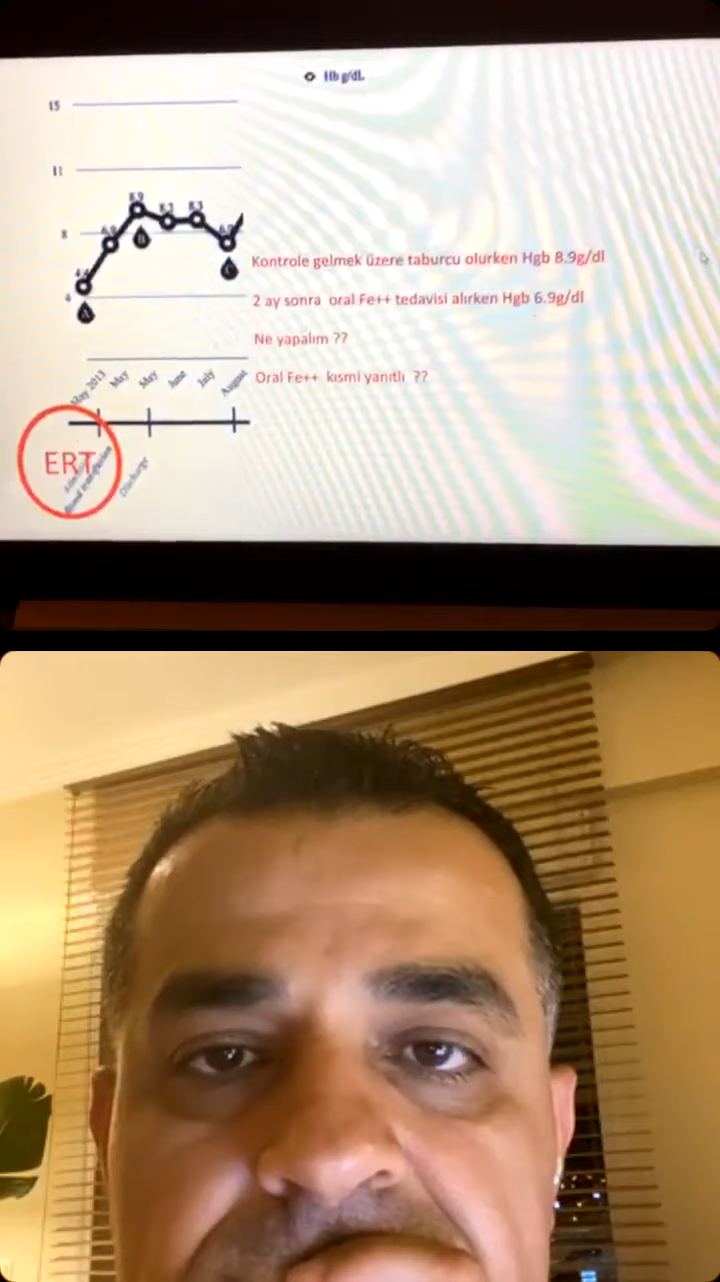 Hb g/dL
15
11
8.9
8.2
8.3
8
6.9
6.9
Kontrole gelmek üzere taburcu olurken Hgb 8.9g/dl
4
2 ay sonra oral Fe++ tedavisi alırken Hgb 6.9g/dl
Ne yapalım ??
May 2013
May
May
June
July
August
Oral Fe++ kısmi yanıtlı ??
ERT
Discharge